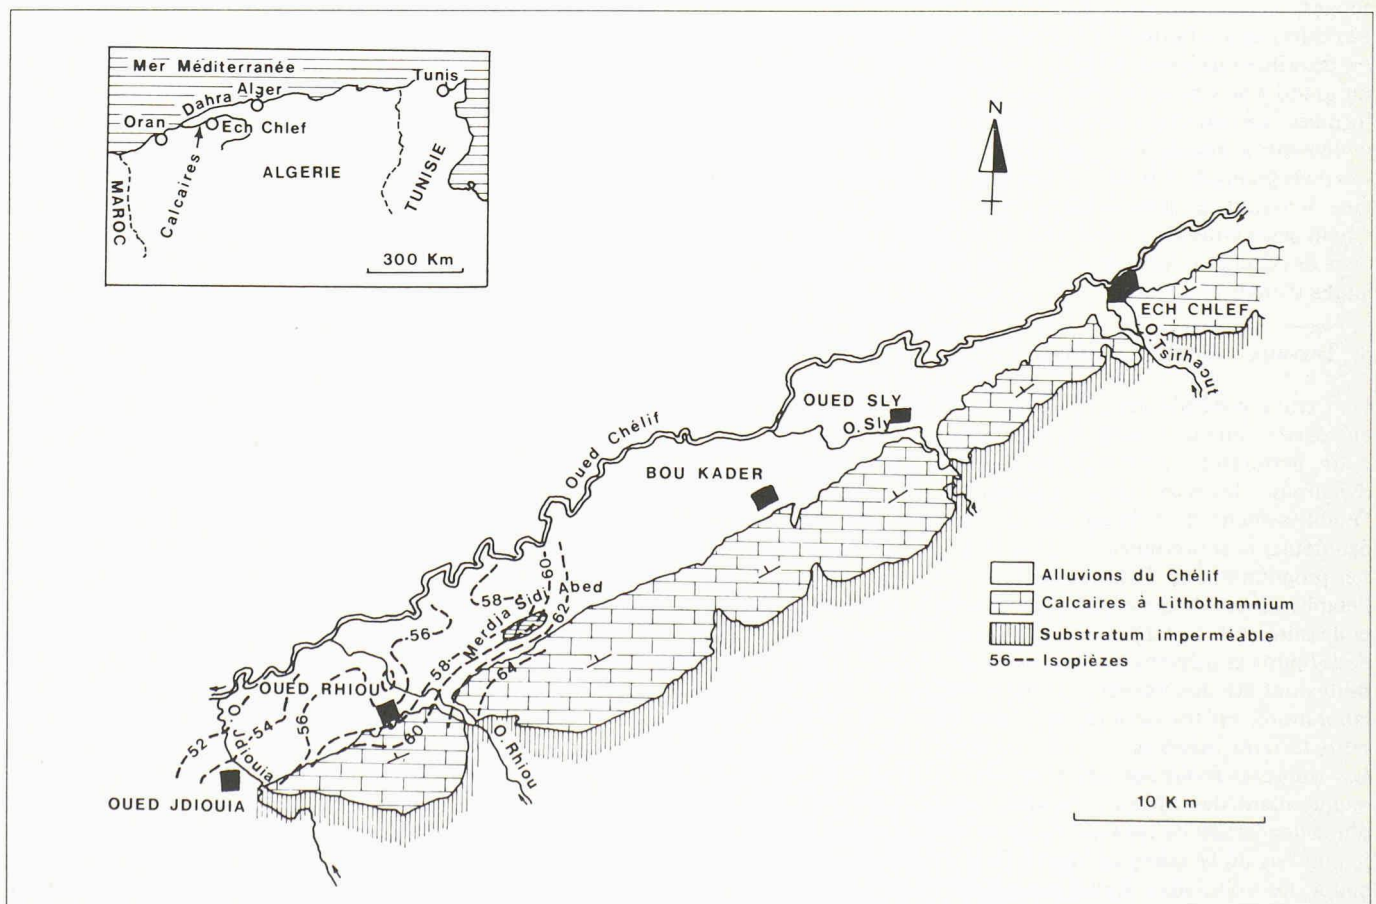 Mer Méditerranée
Tunis
Alger
Dahra
Oran
Ech Chlef
Calcaires
ALGERIE
MAROC
TUNISIE
300 Km
N
ECH CHLEF
O. Tsirhaout
OUED SLY
O. Sly
Oued Chélif
BOU KADER
60
58
Merdja Sidi Abed
62
56
58
64
OUED RHIOU
60
O. Rhiou
56
54
52
O. Jdiouia
OUED JDIOUIA
Alluvions du Chélif
Calcaires à Lithothamnium
Substratum imperméable
56 -- Isopièzes
10 Km